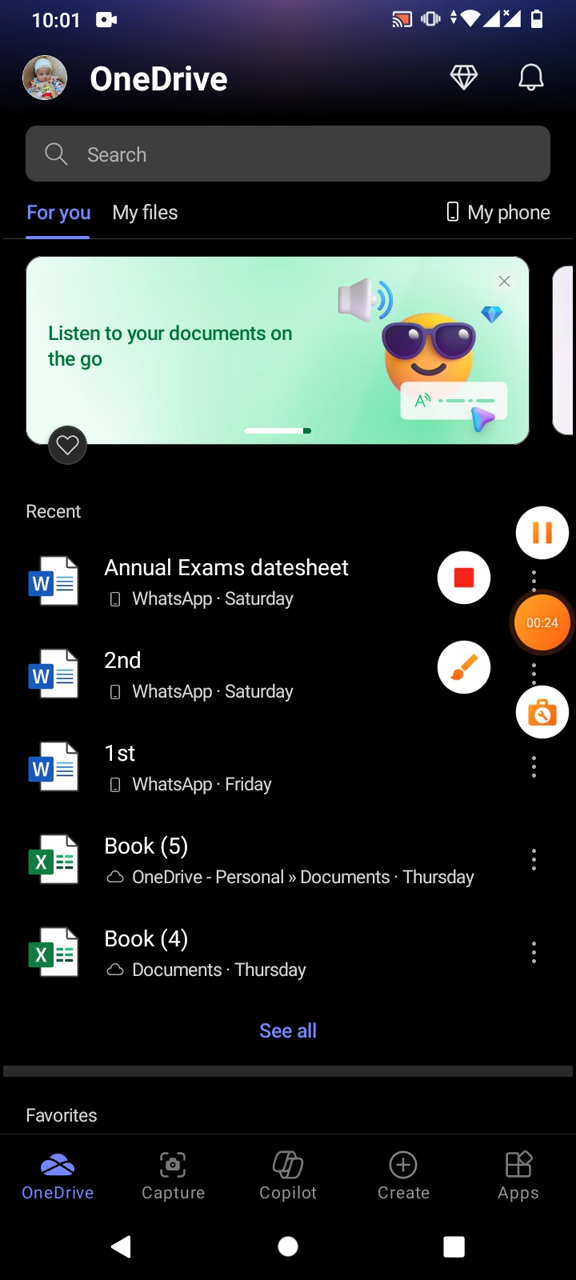 10:01
OneDrive
Search
For you
My files
My phone
Listen to your documents on
the go
A
Recent
W
Annual Exams datesheet
WhatsApp · Saturday
00:24
W
2nd
WhatsApp · Saturday
W
1st
WhatsApp · Friday
X
Book (5)
OneDrive - Personal » Documents · Thursday
X
Book (4)
Documents · Thursday
See all
Favorites
OneDrive
Capture
Copilot
Create
Apps